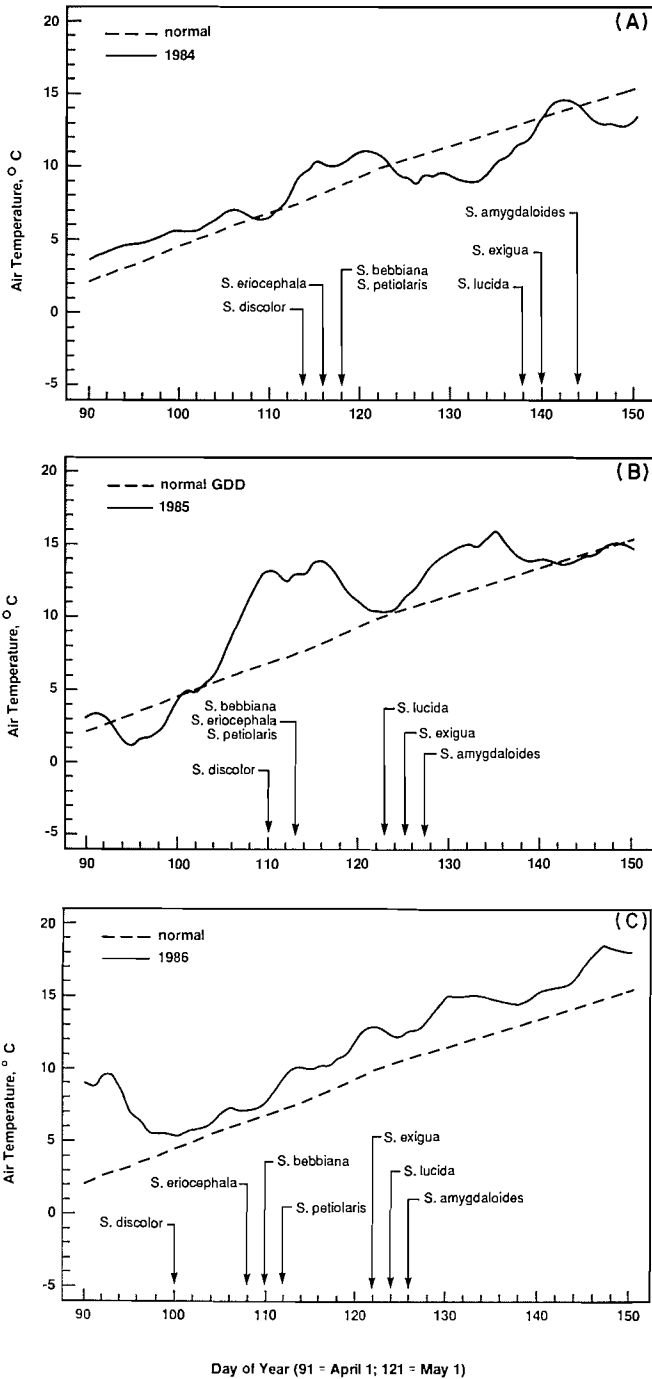 (A)
normal
1984
20
15
10
5
0
-5
Air Temperature, °C
S. amygdaloides
S. exigua
S. lucida
S. bebbiana
S. petiolaris
S. eriocephala
S. discolor
90 100 110 120 130 140 150
(B)
normal GDD
1985
20
15
10
5
0
-5
Air Temperature, °C
S. bebbiana
S. eriocephala
S. petiolaris
S. discolor
S. lucida
S. exigua
S. amygdaloides
90 100 110 120 130 140 150
(C)
normal
1986
20
15
10
5
0
-5
Air Temperature, °C
S. exigua
S. bebbiana
S. lucida
S. eriocephala
S. petiolaris
S. amygdaloides
S. discolor
90 100 110 120 130 140 150
Day of Year (91 = April 1; 121 = May 1)